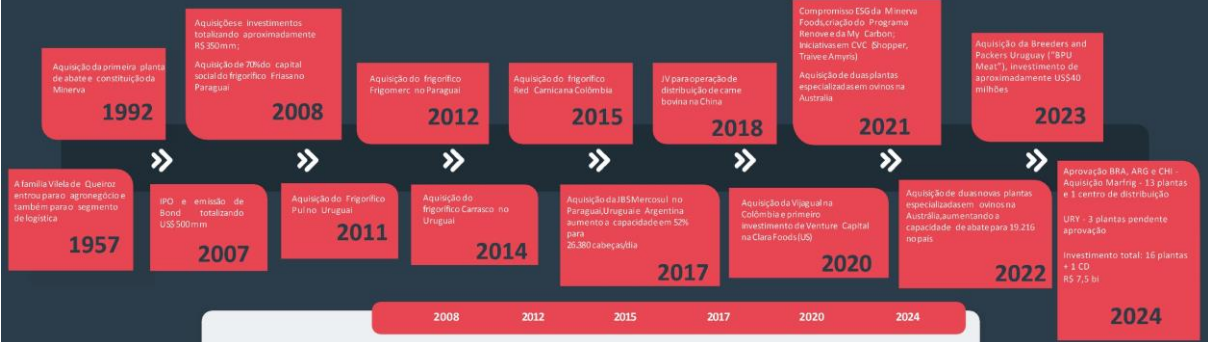 Aquisição da primeira planta
de abate e constituição da
Minerva
1992
Aquisições e investimentos
totalizando aproximadamente
R$ 350 mm;
Aquisição de 70% do capital
social do frigorífico Friasa no
Paraguai
2008
Aquisição do frigorífico
Frigomerc no Paraguai
2012
Aquisição do frigorífico
Red Carnica na Colômbia
2015
JV para operação de
distribuição de carne
bovina na China
2018
Compromisso ESG da Minerva
Foods, criação do Programa
Renove e da My Carbon;
Iniciativas em CVC (Shopper,
Traive e Amyris)
Aquisição de duas plantas
especializadas em ovinos na
Australia
2021
Aquisição da Breeders and
Packers Uruguay ("BPU
Meat"), investimento de
aproximadamente US$40
milhões
2023
A família Vilela de Queiroz
entrou para o agronegócio e
também para o segmento
de logística
1957
IPO e emissão de
Bond totalizando
US$ 500 mm
2007
Aquisição do Frigorífico
Pul no Uruguai
2011
Aquisição do
frigorífico Carrasco no
Uruguai
2014
Aquisição da JBS Mercosul no
Paraguai, Uruguai e Argentina
aumento a capacidade em 52%
para
26.380 cabeças/dia
2017
Aquisição da Vijagual na
Colômbia e primeiro
investimento de Venture Capital
na Clara Foods (US)
2020
Aquisição de duas novas plantas
especializadas em ovinos na
Austrália, aumentando a
capacidade de abate para 19.216
no país
2022
Aprovação BRA, ARG e CHI -
Aquisição Marfrig - 13 plantas
e 1 centro de distribuição
URY - 3 plantas pendente
aprovação
Investimento total: 16 plantas
+ 1 CD
R$ 7,5 bi
2024
2008 2012 2015 2017 2020 2024